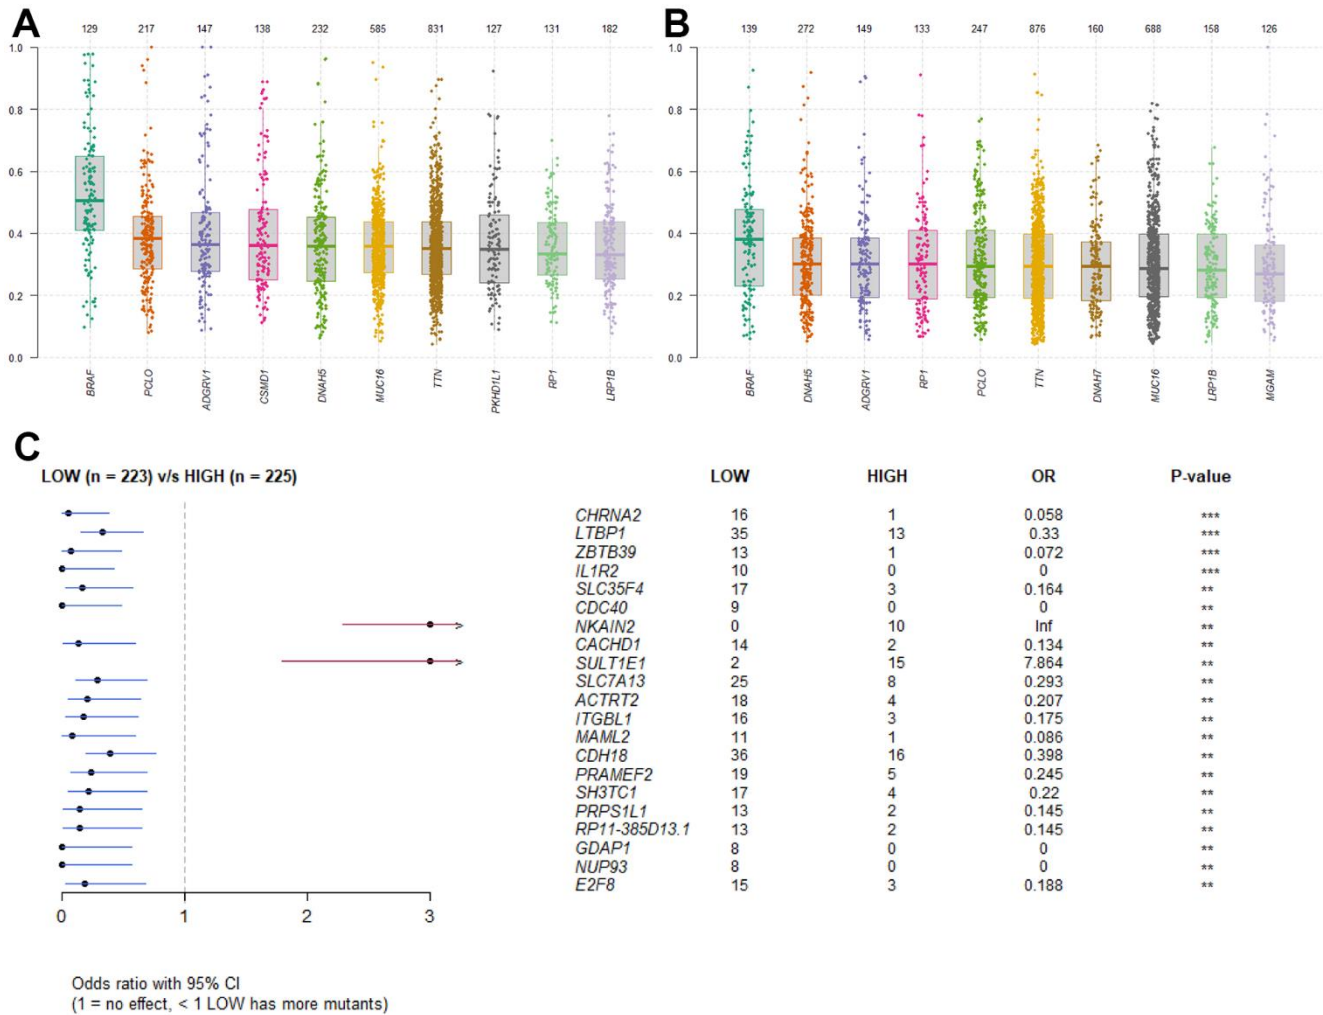 A
129 217 147 138 232 585 831 127 131 182
1.0
0.8
0.6
0.4
0.2
0.0
BRAF PCLO ADGRV1 CSMD1 DNAH5 MUC16 TTN PKHD1L1 RP1 LRP1B
B
139 272 149 133 247 876 160 688 158 126
1.0
0.8
0.6
0.4
0.2
0.0
BRAF DNAH5 ADGRV1 RP1 PCLO TTN DNAH7 MUC16 LRP1B MGAM
C
LOW (n = 223) v/s HIGH (n = 225)
LOW HIGH OR P-value
CHRNA2 16 1 0.058 ***
LTBP1 35 13 0.33 ***
ZBTB39 13 1 0.072 ***
IL1R2 10 0 0 ***
SLC35F4 17 3 0.164 **
CDC40 9 0 0 **
NKAIN2 0 10 Inf **
CACHD1 14 2 0.134 **
SULT1E1 2 15 7.864 **
SLC7A13 25 8 0.293 **
ACTRT2 18 4 0.207 **
ITGBL1 16 3 0.175 **
MAML2 11 1 0.086 **
CDH18 36 16 0.398 **
PRAMEF2 19 5 0.245 **
SH3TC1 17 4 0.22 **
PRPS1L1 13 2 0.145 **
RP11-385D13.1 13 2 0.145 **
GDAP1 8 0 0 **
NUP93 8 0 0 **
E2F8 15 3 0.188 **
0 1 2 3
Odds ratio with 95% CI
(1 = no effect, < 1 LOW has more mutants)